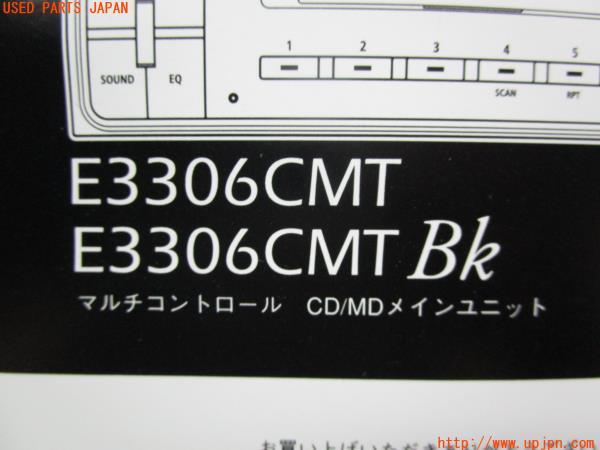 USED PARTS JAPAN
1 2 3 4 5
SOUND EQ SCAN RPT
E3306CMT
E3306CMT Bk
マルチコントロール CD/MDメインユニット
お買い上げいただき
http://www.upjpn.com